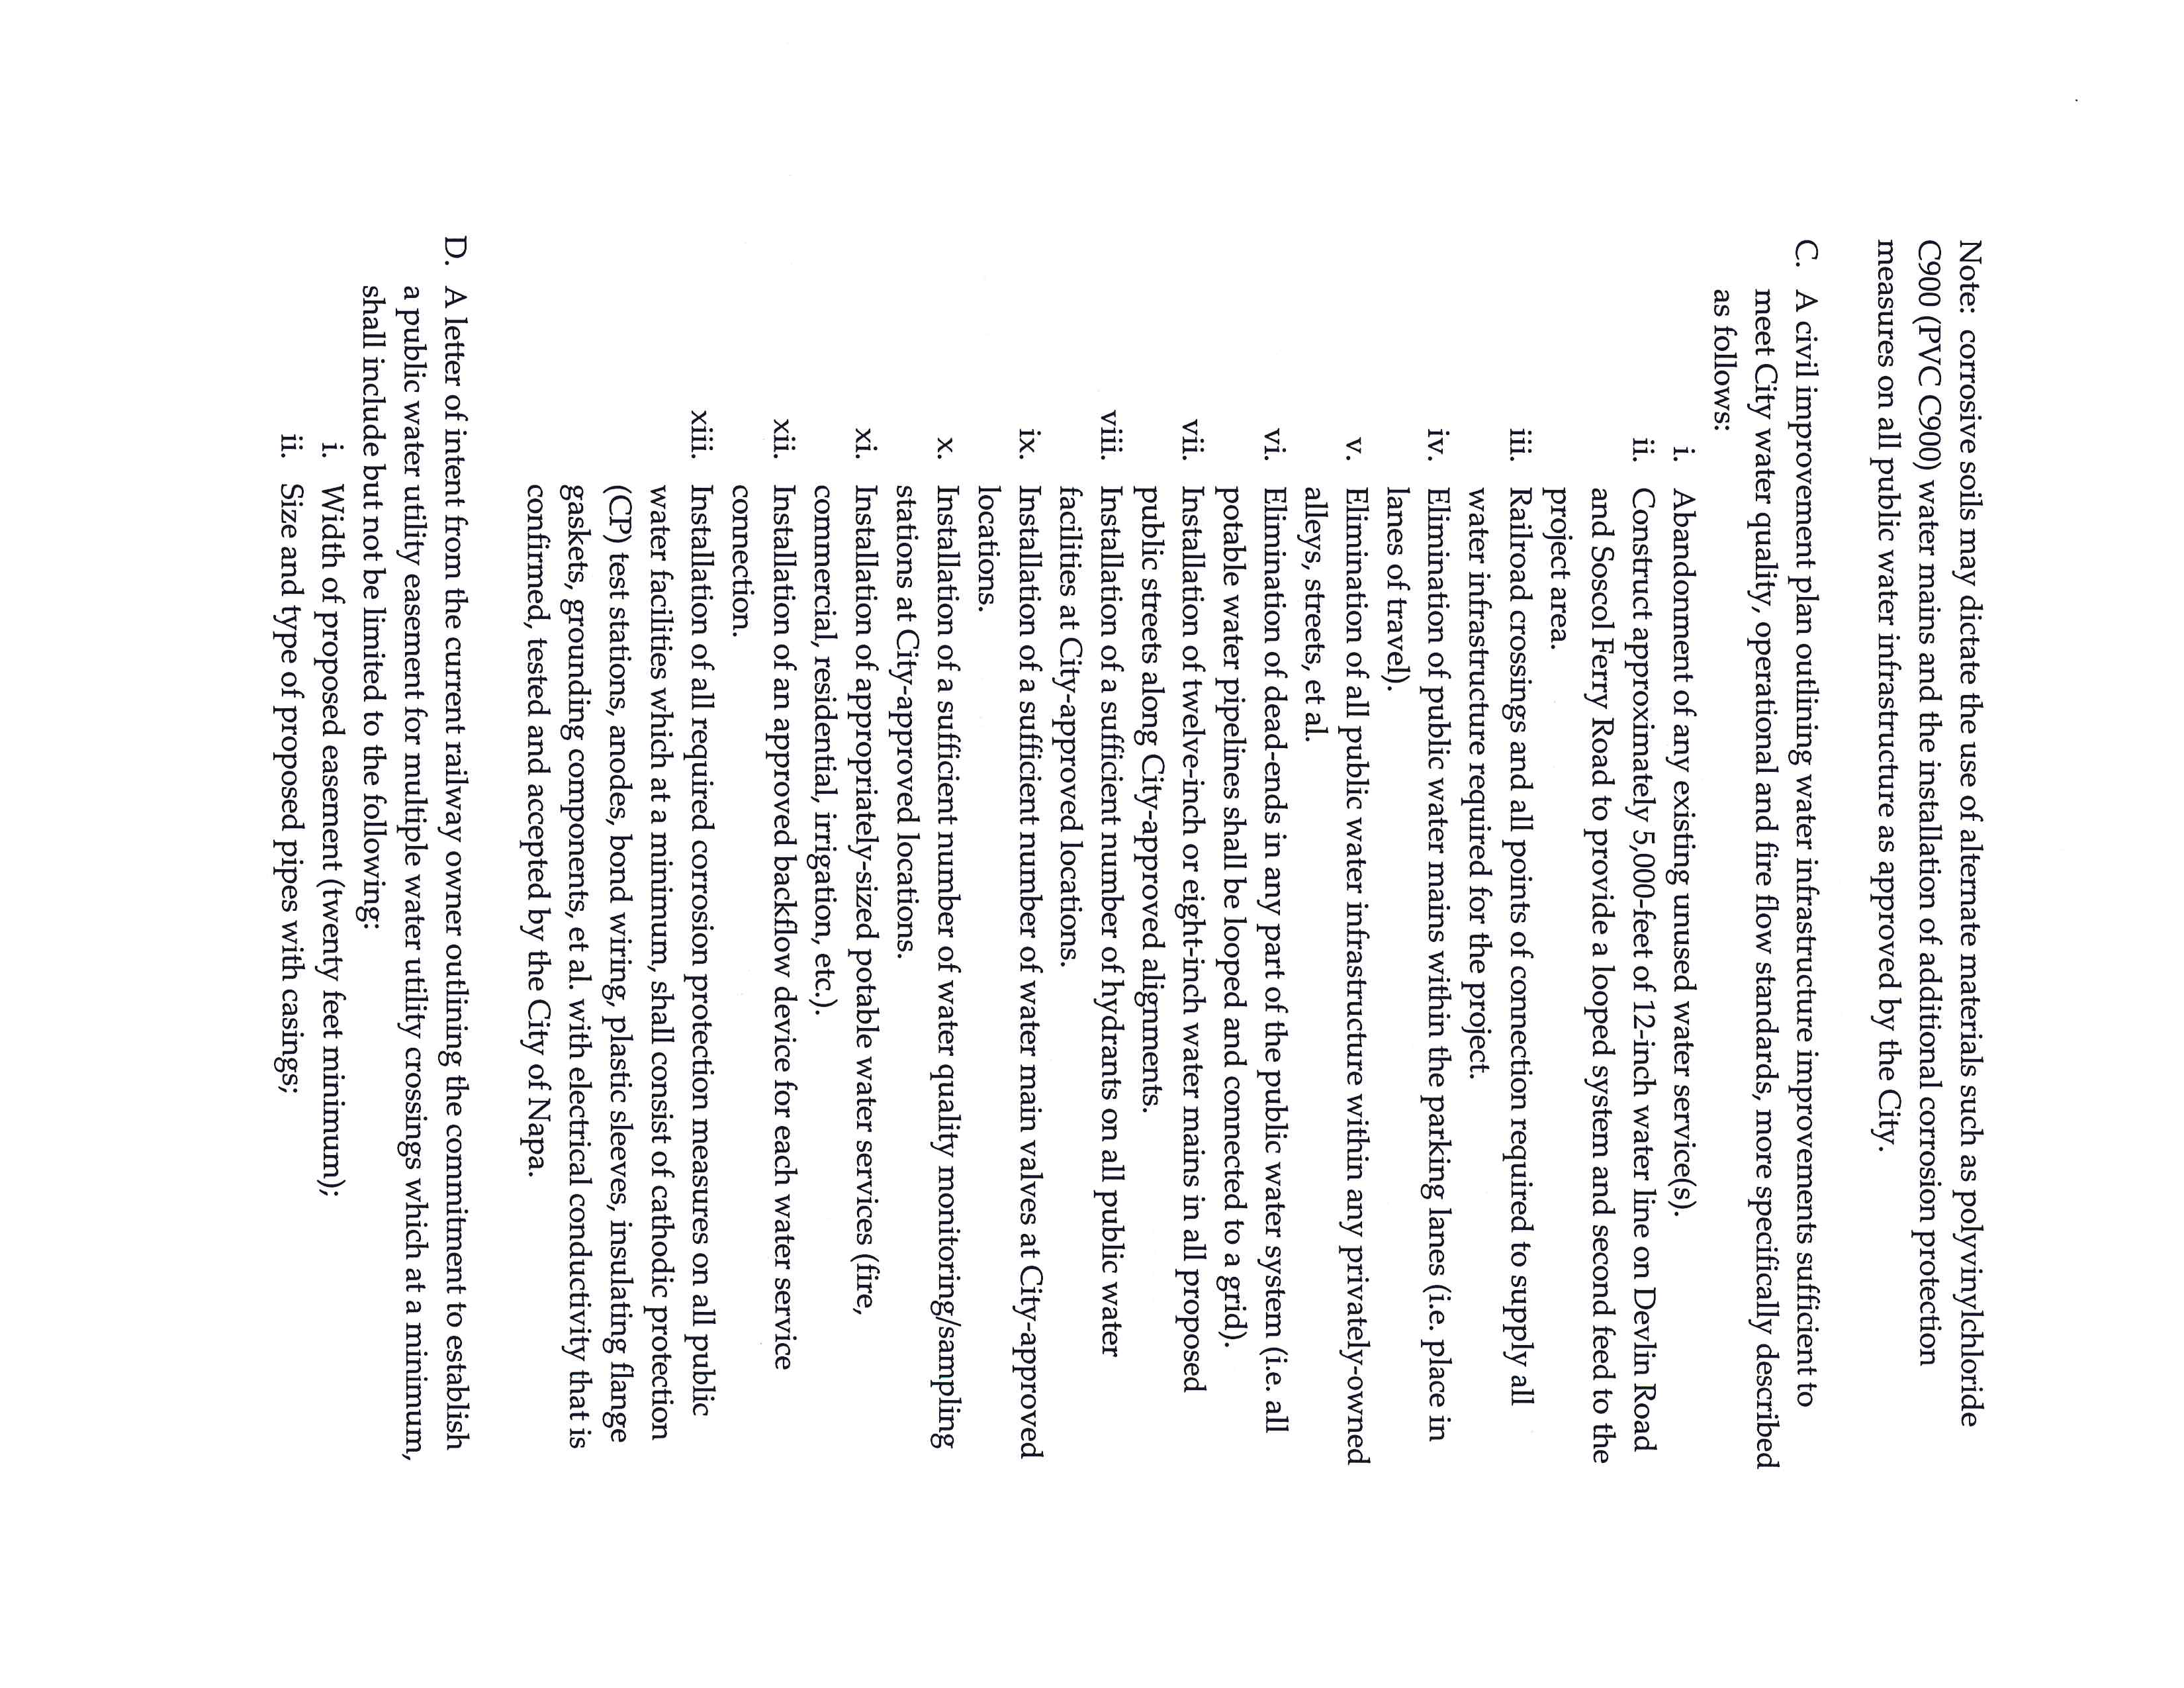 Note: corrosive soils may dictate the use of alternate materials such as polyvinylchloride
C900 (PVC C900) water mains and the installation of additional corrosion protection
measures on all public water infrastructure as approved by the City.
C. A civil improvement plan outlining water infrastructure improvements sufficient to
meet City water quality, operational and fire flow standards, more specifically described
as follows:
i. Abandonment of any existing unused water service(s).
ii. Construct approximately 5,000-feet of 12-inch water line on Devlin Road
and Soscol Ferry Road to provide a looped system and second feed to the
project area.
iii. Railroad crossings and all points of connection required to supply all
water infrastructure required for the project.
iv. Elimination of public water mains within the parking lanes (i.e. place in
lanes of travel).
v. Elimination of all public water infrastructure within any privately-owned
alleys, streets, et al.
vi. Elimination of dead-ends in any part of the public water system (i.e. all
potable water pipelines shall be looped and connected to a grid).
vii. Installation of twelve-inch or eight-inch water mains in all proposed
public streets along City-approved alignments.
viii. Installation of a sufficient number of hydrants on all public water
facilities at City-approved locations.
ix. Installation of a sufficient number of water main valves at City-approved
locations.
x. Installation of a sufficient number of water quality monitoring/sampling
stations at City-approved locations.
xi. Installation of appropriately-sized potable water services (fire,
commercial, residential, irrigation, etc.).
xii. Installation of an approved backflow device for each water service
connection.
xiii. Installation of all required corrosion protection measures on all public
water facilities which at a minimum, shall consist of cathodic protection
(CP) test stations, anodes, bond wiring, plastic sleeves, insulating flange
gaskets, grounding components, et al. with electrical conductivity that is
confirmed, tested and accepted by the City of Napa.
D. A letter of intent from the current railway owner outlining the commitment to establish
a public water utility easement for multiple water utility crossings which at a minimum,
shall include but not be limited to the following:
i. Width of proposed easement (twenty feet minimum);
ii. Size and type of proposed pipes with casings;